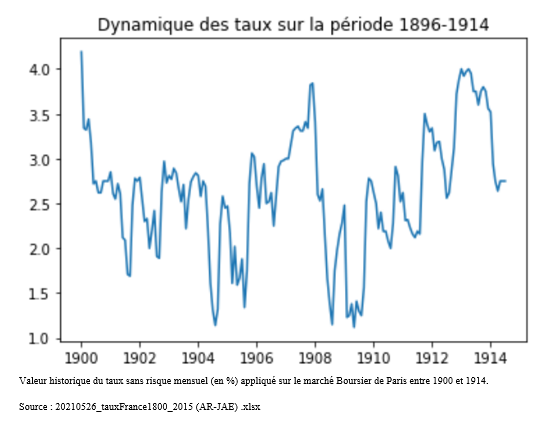 Dynamique des taux sur la période 1896-1914
4.0
3.5
3.0
2.5
2.0
1.5
1.0
1900 1902 1904 1906 1908 1910 1912 1914
Valeur historique du taux sans risque mensuel (en %) appliqué sur le marché Boursier de Paris entre 1900 et 1914.
Source : 20210526_tauxFrance1800_2015 (AR-JAE) .xlsx